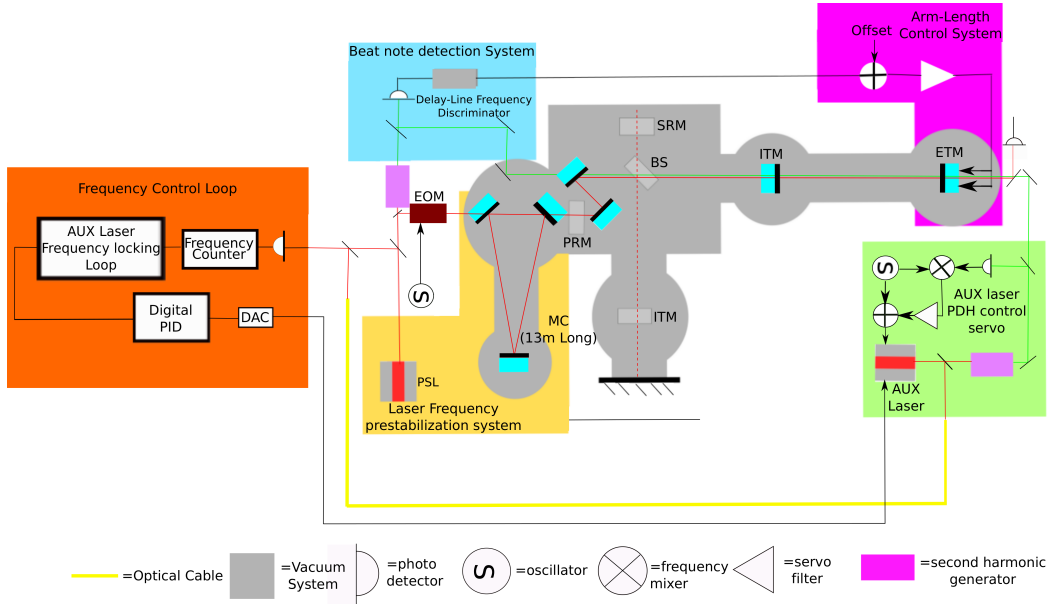 Arm-Length
Control System
Offset
Beat note detection System
Delay-Line Frequency
Discriminator
SRM
BS
ITM
ETM
Frequency Control Loop
EOM
AUX Laser
Frequency locking
Loop
Frequency
Counter
PRM
S
S
AUX laser
PDH control
servo
Digital
PID
DAC
MC
(13m Long)
ITM
PSL
AUX
Laser
Laser Frequency
prestabilization system
=Optical Cable
=Vacuum
System
=photo
detector
S
=oscillator
=frequency
mixer
=servo
filter
=second harmonic
generator